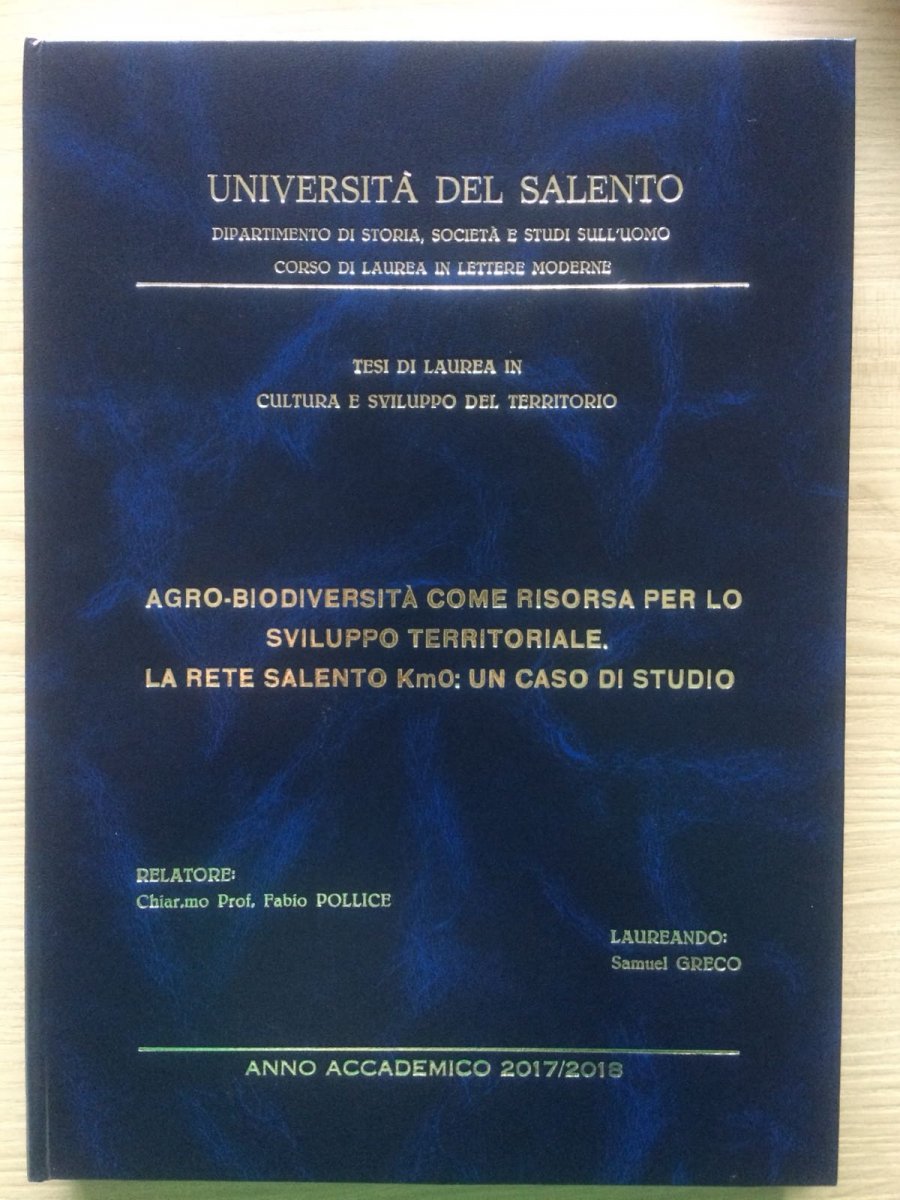 UNIVERSITÀ DEL SALENTO
DIPARTIMENTO DI STORIA, SOCIETÀ E STUDI SULL'UOMO
CORSO DI LAUREA IN LETTERE MODERNE
TESI DI LAUREA IN
CULTURA E SVILUPPO DEL TERRITORIO
AGRO-BIODIVERSITÀ COME RISORSA PER LO
SVILUPPO TERRITORIALE.
LA RETE SALENTO Km0: UN CASO DI STUDIO
RELATORE:
Chiar.mo Prof. Fabio POLLICE
LAUREANDO:
Samuel GRECO
ANNO ACCADEMICO 2017/2018